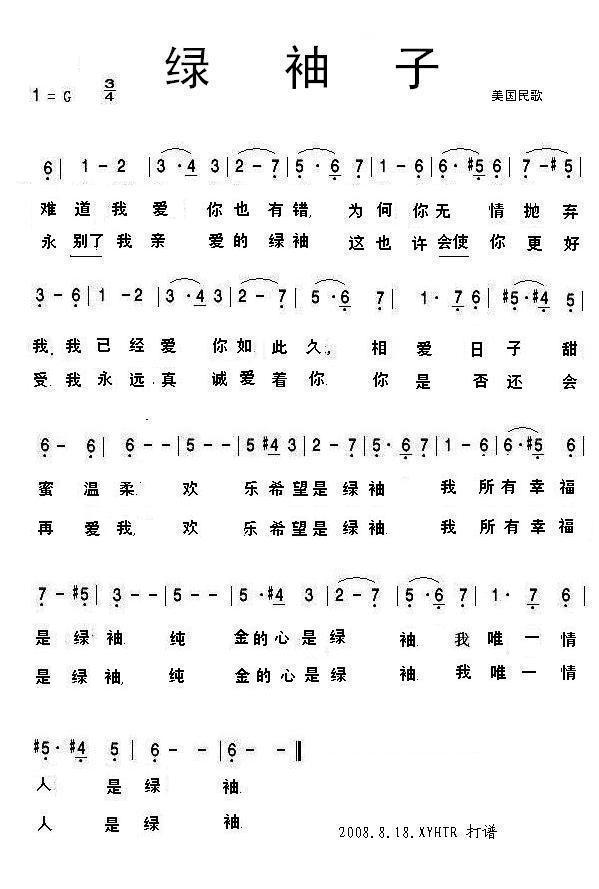 绿 袖 子
1 = G 3/4 美国民歌
6 | 1 - 2 | 3 · 4 3 | 2 - 7 | 5 · 6 7 | 1 - 6 | 6 · #5 6 | 7 - #5 |
难 道 我 爱 你 也 有 错, 为 何 你 无 情 抛 弃
永 别了 我 亲 爱 的 绿 袖 这 也 许 会使 你 更 好
3 - 6 | 1 - 2 | 3 · 4 3 | 2 - 7 | 5 · 6 7 | 1 · 7 6 | #5 · #4 5 |
我, 我 已 经 爱 你 如 此 久, 相 爱 日 子 甜
受. 我 永 远 真 诚 爱 着 你. 你 是 否 还 会
6 - 6 | 6 - - | 5 - - | 5 #4 3 | 2 - 7 | 5 · 6 7 | 1 - 6 | 6 · #5 6 |
蜜 温 柔. 欢 乐 希 望 是 绿 袖 我 所 有 幸 福
再 爱 我. 欢 乐 希 望 是 绿 袖. 我 所 有 幸 福
7 - #5 | 3 - - | 5 - - | 5 · #4 | 3 | 2 - 7 | 5 · 6 7 | 1 · 7 6 |
是 绿 袖. 纯 金 的 心 是 绿 袖. 我 唯 一 情
是 绿 袖, 纯 金 的 心 是 绿 袖. 我 唯 一 情
#5 · #4 5 | 6 - - | 6 - ‖
人 是 绿 袖.
人 是 绿 袖.
2008.8.18.XYHTR 打谱